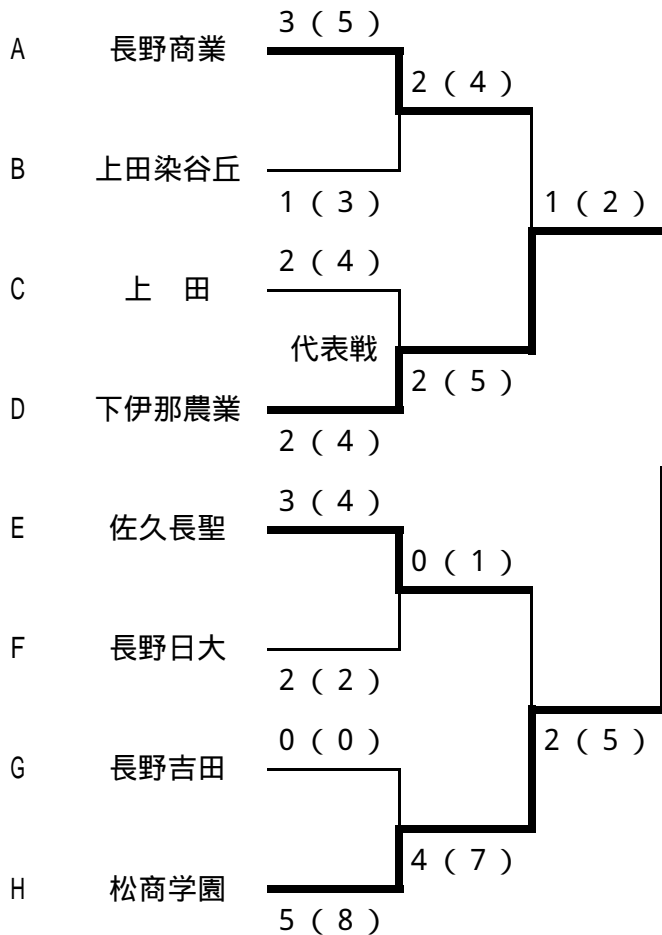 3 ( 5 )
A 長野商業
2 ( 4 )
B 上田染谷丘
1 ( 3 )
1 ( 2 )
2 ( 4 )
C 上 田
代表戦
2 ( 5 )
D 下伊那農業
2 ( 4 )
3 ( 4 )
E 佐久長聖
0 ( 1 )
F 長野日大
2 ( 2 )
0 ( 0 )
2 ( 5 )
G 長野吉田
4 ( 7 )
H 松商学園
5 ( 8 )